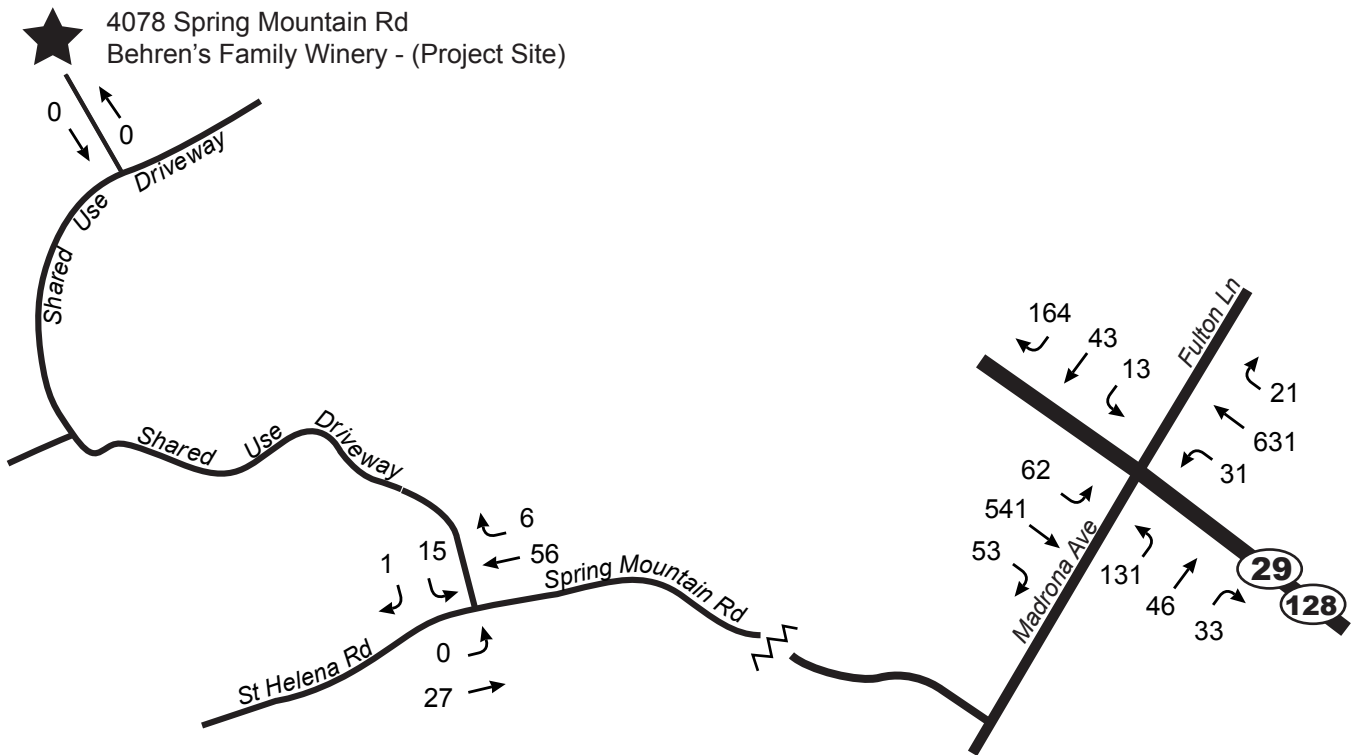 4078 Spring Mountain Rd
Behren's Family Winery - (Project Site)
0
0
Shared Use Driveway
Shared Use Driveway
164
43
13
Fulton Ln
21
631
31
62
541
53
Madrona Ave
131
46
33
29
128
6
56
1
15
Spring Mountain Rd
0
27
St Helena Rd